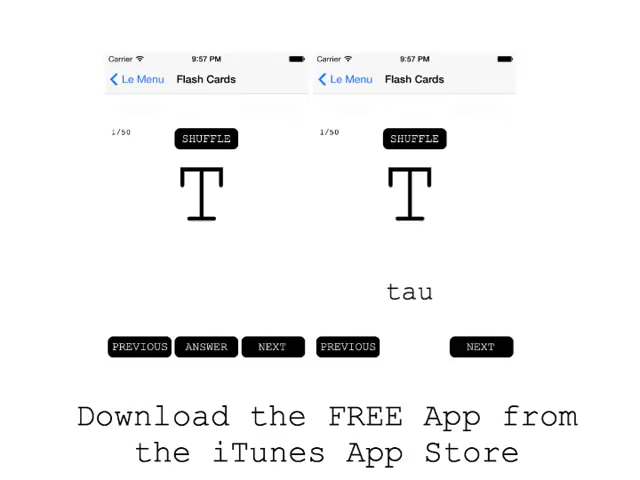 Carrier 9:57 PM
Le Menu Flash Cards
1/50
SHUFFLE
T
PREVIOUS ANSWER NEXT
Carrier 9:57 PM
Le Menu Flash Cards
1/50
SHUFFLE
T
tau
PREVIOUS NEXT
Download the FREE App from
the iTunes App Store